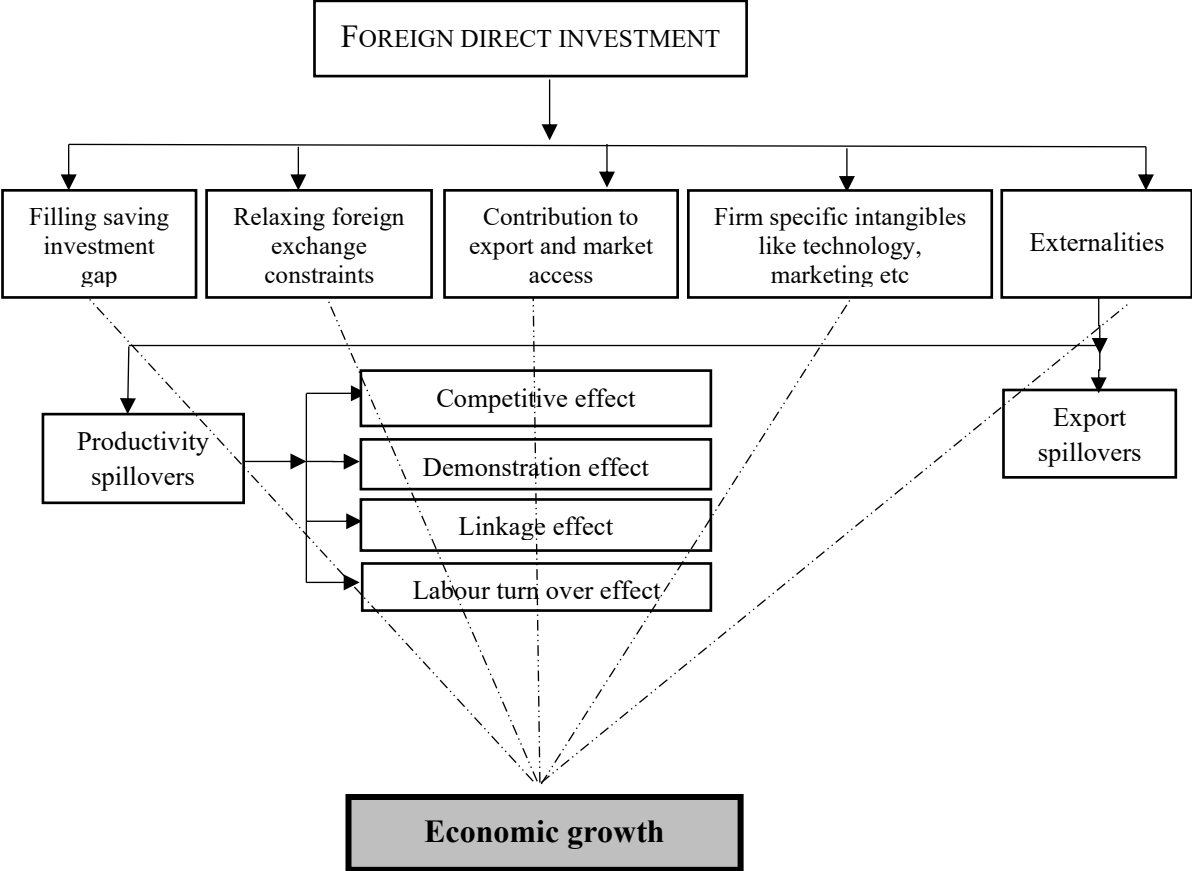 FOREIGN DIRECT INVESTMENT
Filling saving
investment
gap
Relaxing foreign
exchange
constraints
Contribution to
export and market
access
Firm specific intangibles
like technology,
marketing etc
Externalities
Productivity
spillovers
Competitive effect
Demonstration effect
Linkage effect
Labour turn over effect
Export
spillovers
Economic growth